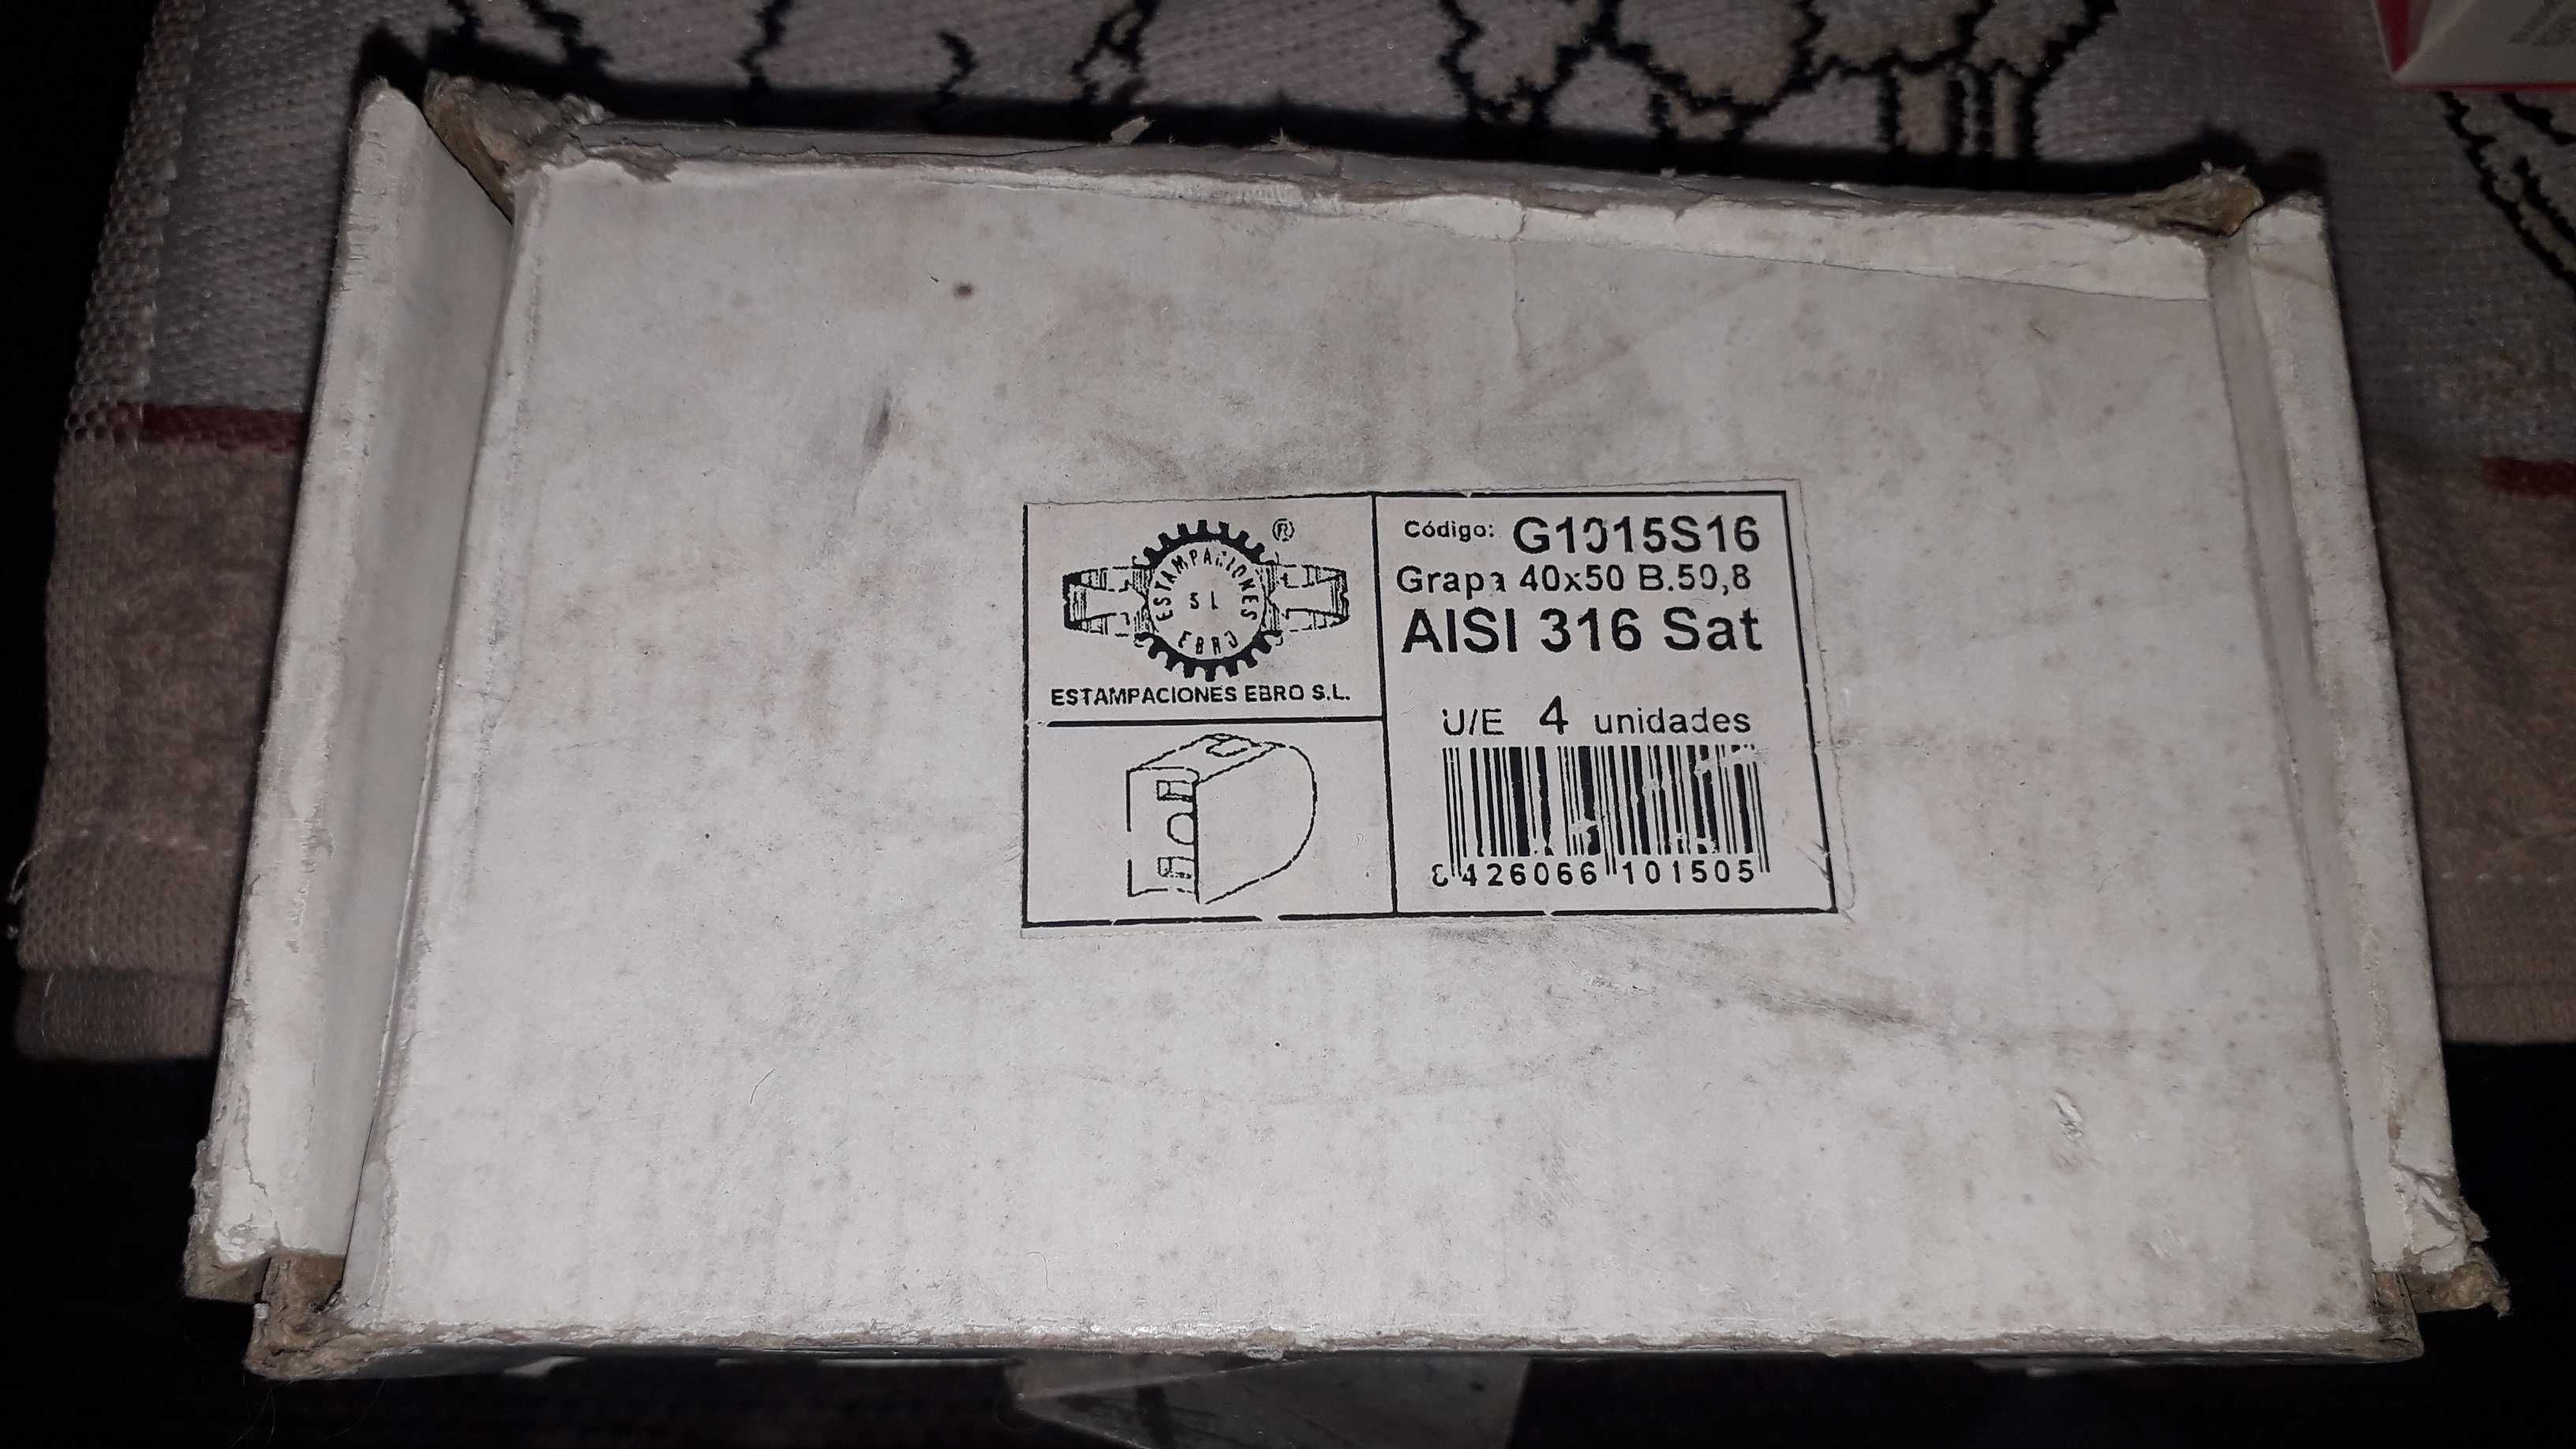 ®
ESTAMPACIONES
S L
EBRO
ESTAMPACIONES EBRO S.L.
Código: G1015S16
Grapa 40x50 B.50,8
AISI 316 Sat
U/E 4 unidades
8 426066 101505